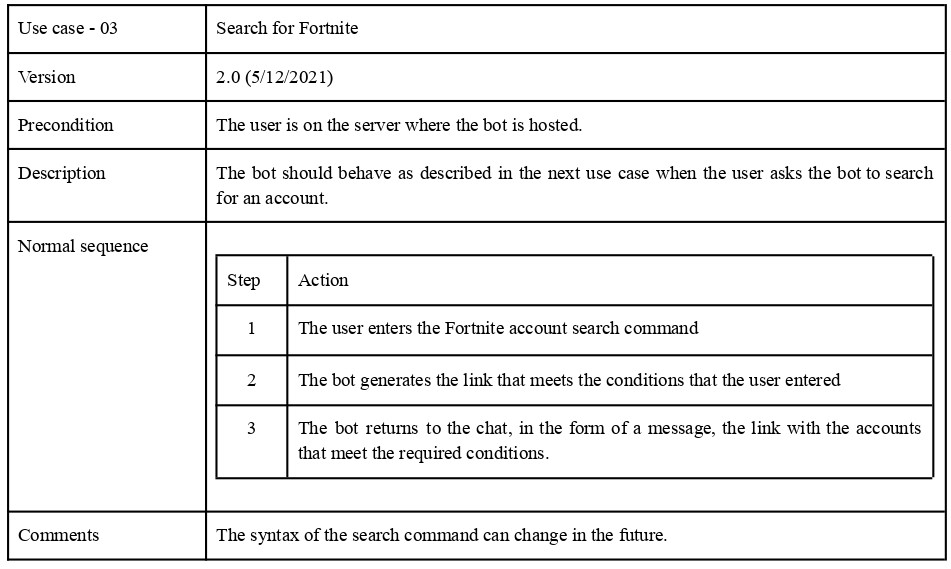 Use case - 03
Search for Fortnite
Version
2.0 (5/12/2021)
Precondition
The user is on the server where the bot is hosted.
Description
The bot should behave as described in the next use case when the user asks the bot to search
for an account.
Normal sequence
Step
Action
1
The user enters the Fortnite account search command
2
The bot generates the link that meets the conditions that the user entered
3
The bot returns to the chat, in the form of a message, the link with the accounts
that meet the required conditions.
Comments
The syntax of the search command can change in the future.